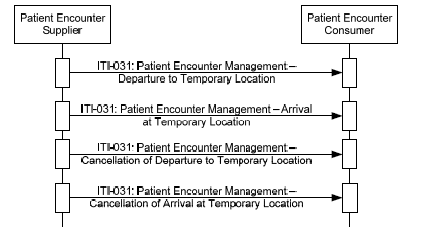 Patient Encounter
Supplier
Patient Encounter
Consumer
ITI-031: Patient Encounter Management –
Departure to Temporary Location
ITI-031: Patient Encounter Management – Arrival
at Temporary Location
ITI-031: Patient Encounter Management –
Cancellation of Departure to Temporary Location
ITI-031: Patient Encounter Management –
Cancellation of Arrival at Temporary Location